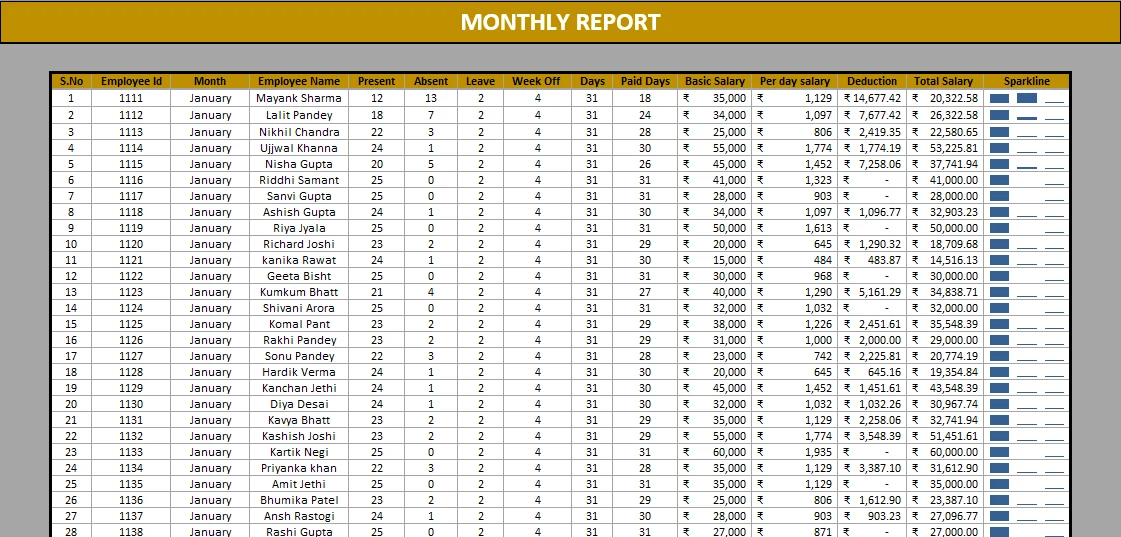 MONTHLY REPORT
S.No Employee Id Month Employee Name Present Absent Leave Week Off Days Paid Days Basic Salary Per day salary Deduction Total Salary Sparkline
1 1111 January Mayank Sharma 12 13 2 4 31 18 ₹ 35,000 ₹ 1,129 ₹ 14,677.42 ₹ 20,322.58
2 1112 January Lalit Pandey 18 7 2 4 31 24 ₹ 34,000 ₹ 1,097 ₹ 7,677.42 ₹ 26,322.58
3 1113 January Nikhil Chandra 22 3 2 4 31 28 ₹ 25,000 ₹ 806 ₹ 2,419.35 ₹ 22,580.65
4 1114 January Ujjwal Khanna 24 1 2 4 31 30 ₹ 55,000 ₹ 1,774 ₹ 1,774.19 ₹ 53,225.81
5 1115 January Nisha Gupta 20 5 2 4 31 26 ₹ 45,000 ₹ 1,452 ₹ 7,258.06 ₹ 37,741.94
6 1116 January Riddhi Samant 25 0 2 4 31 31 ₹ 41,000 ₹ 1,323 ₹ - ₹ 41,000.00
7 1117 January Sanvi Gupta 25 0 2 4 31 31 ₹ 28,000 ₹ 903 ₹ - ₹ 28,000.00
8 1118 January Ashish Gupta 24 1 2 4 31 30 ₹ 34,000 ₹ 1,097 ₹ 1,096.77 ₹ 32,903.23
9 1119 January Riya Jyala 25 0 2 4 31 31 ₹ 50,000 ₹ 1,613 ₹ - ₹ 50,000.00
10 1120 January Richard Joshi 23 2 2 4 31 29 ₹ 20,000 ₹ 645 ₹ 1,290.32 ₹ 18,709.68
11 1121 January kanika Rawat 24 1 2 4 31 30 ₹ 15,000 ₹ 484 ₹ 483.87 ₹ 14,516.13
12 1122 January Geeta Bisht 25 0 2 4 31 31 ₹ 30,000 ₹ 968 ₹ - ₹ 30,000.00
13 1123 January Kumkum Bhatt 21 4 2 4 31 27 ₹ 40,000 ₹ 1,290 ₹ 5,161.29 ₹ 34,838.71
14 1124 January Shivani Arora 25 0 2 4 31 31 ₹ 32,000 ₹ 1,032 ₹ - ₹ 32,000.00
15 1125 January Komal Pant 23 2 2 4 31 29 ₹ 38,000 ₹ 1,226 ₹ 2,451.61 ₹ 35,548.39
16 1126 January Rakhi Pandey 23 2 2 4 31 29 ₹ 31,000 ₹ 1,000 ₹ 2,000.00 ₹ 29,000.00
17 1127 January Sonu Pandey 22 3 2 4 31 28 ₹ 23,000 ₹ 742 ₹ 2,225.81 ₹ 20,774.19
18 1128 January Hardik Verma 24 1 2 4 31 30 ₹ 20,000 ₹ 645 ₹ 645.16 ₹ 19,354.84
19 1129 January Kanchan Jethi 24 1 2 4 31 30 ₹ 45,000 ₹ 1,452 ₹ 1,451.61 ₹ 43,548.39
20 1130 January Diya Desai 24 1 2 4 31 30 ₹ 32,000 ₹ 1,032 ₹ 1,032.26 ₹ 30,967.74
21 1131 January Kavya Bhatt 23 2 2 4 31 29 ₹ 35,000 ₹ 1,129 ₹ 2,258.06 ₹ 32,741.94
22 1132 January Kashish Joshi 23 2 2 4 31 29 ₹ 55,000 ₹ 1,774 ₹ 3,548.39 ₹ 51,451.61
23 1133 January Kartik Negi 25 0 2 4 31 31 ₹ 60,000 ₹ 1,935 ₹ - ₹ 60,000.00
24 1134 January Priyanka khan 22 3 2 4 31 28 ₹ 35,000 ₹ 1,129 ₹ 3,387.10 ₹ 31,612.90
25 1135 January Amit Jethi 25 0 2 4 31 31 ₹ 35,000 ₹ 1,129 ₹ - ₹ 35,000.00
26 1136 January Bhumika Patel 23 2 2 4 31 29 ₹ 25,000 ₹ 806 ₹ 1,612.90 ₹ 23,387.10
27 1137 January Ansh Rastogi 24 1 2 4 31 30 ₹ 28,000 ₹ 903 ₹ 903.23 ₹ 27,096.77
28 1138 January Rashi Gupta 25 0 2 4 31 31 ₹ 27,000 ₹ 871 ₹ - ₹ 27,000.00